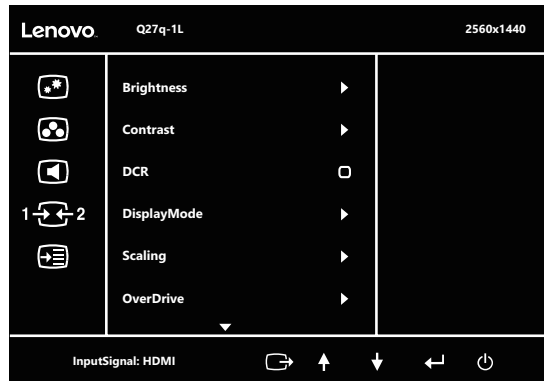 Lenovo. Q27q-1L 2560x1440
Brightness
Contrast
DCR
1 2 DisplayMode
Scaling
OverDrive
InputSignal: HDMI